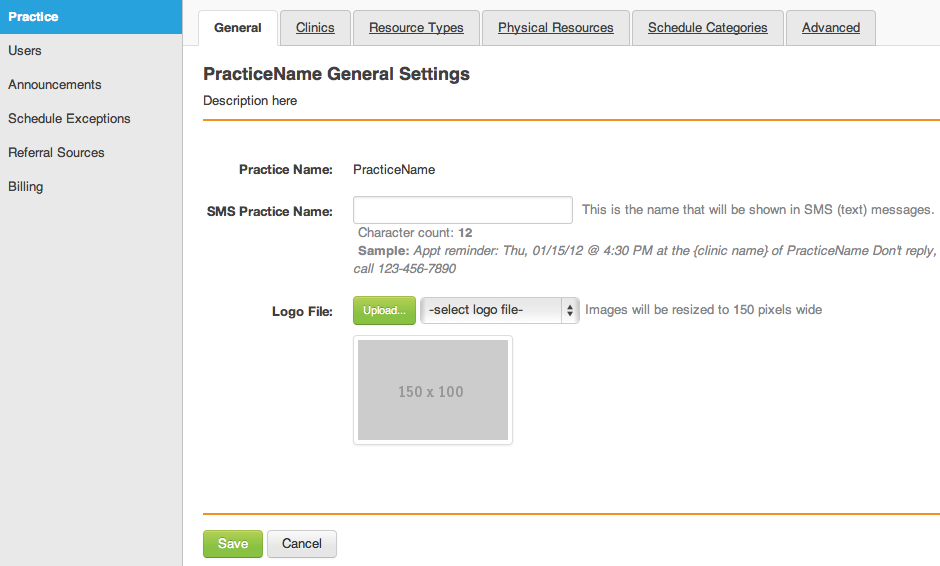 Practice
Users
Announcements
Schedule Exceptions
Referral Sources
Billing
General
Clinics
Resource Types
Physical Resources
Schedule Categories
Advanced
PracticeName General Settings
Description here
Practice Name: PracticeName
SMS Practice Name: This is the name that will be shown in SMS (text) messages.
Character count: 12
Sample: Appt reminder: Thu, 01/15/12 @ 4:30 PM at the {clinic name} of PracticeName Don't reply,
call 123-456-7890
Logo File: Upload... -select logo file- Images will be resized to 150 pixels wide
150 x 100
Save Cancel